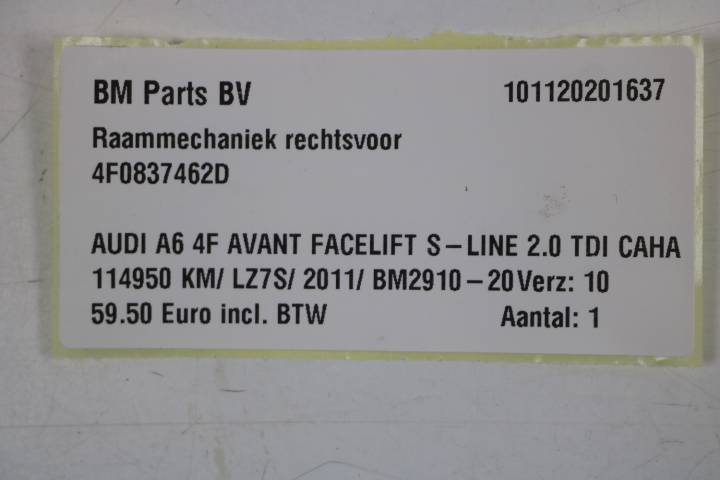 BM Parts BV 101120201637
Raammechaniek rechtsvoor
4F0837462D
AUDI A6 4F AVANT FACELIFT S-LINE 2.0 TDI CAHA
114950 KM/ LZ7S/ 2011/ BM2910-20 Verz: 10
59.50 Euro incl. BTW Aantal: 1